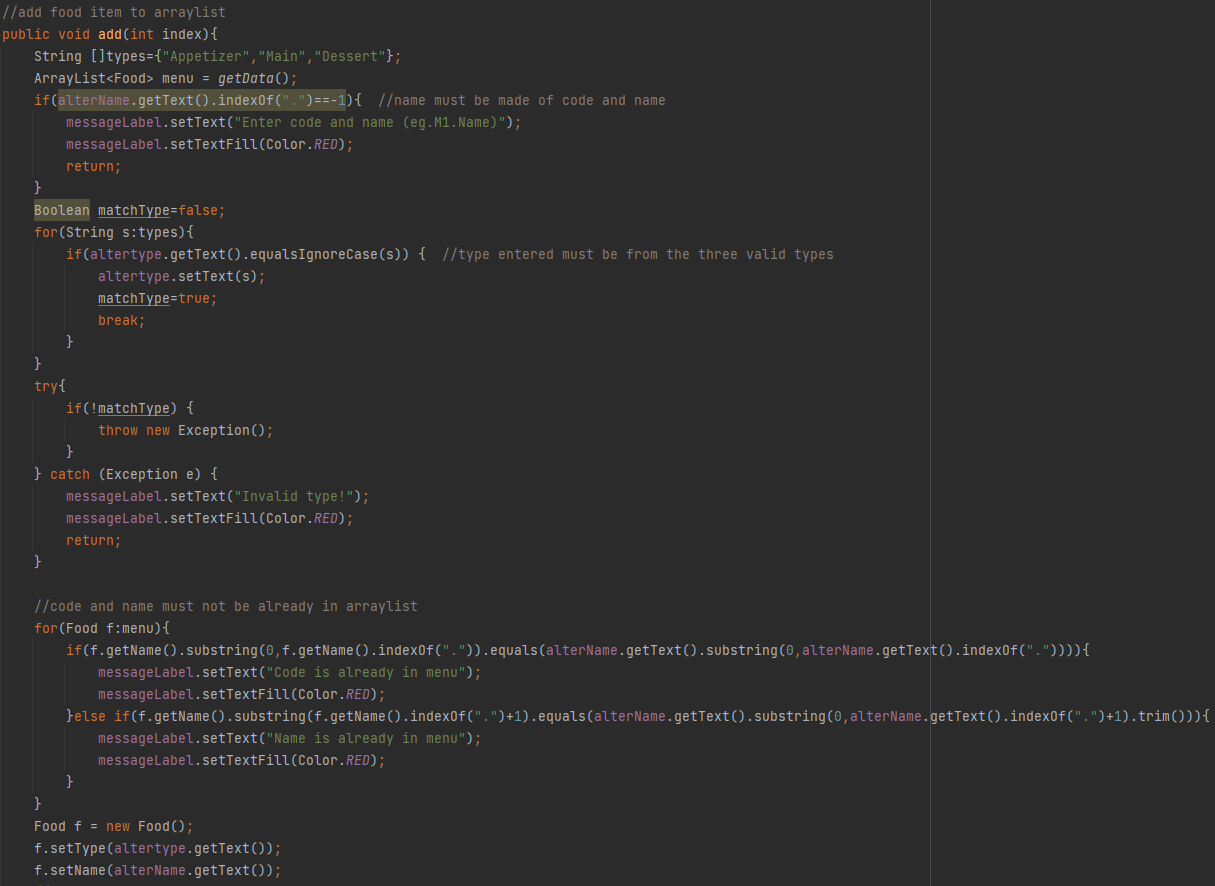 //add food item to arraylist
public void add(int index){
    String []types={"Appetizer","Main","Dessert"};
    ArrayList<Food> menu = getData();
    if(alterName.getText().indexOf(".")==-1){  //name must be made of code and name
        messageLabel.setText("Enter code and name (eg.M1.Name)");
        messageLabel.setTextFill(Color.RED);
        return;
    }
    Boolean matchType=false;
    for(String s:types){
        if(altertype.getText().equalsIgnoreCase(s)) {  //type entered must be from the three valid types
            altertype.setText(s);
            matchType=true;
            break;
        }
    }
    try{
        if(!matchType) {
            throw new Exception();
        }
    } catch (Exception e) {
        messageLabel.setText("Invalid type!");
        messageLabel.setTextFill(Color.RED);
        return;
    }

    //code and name must not be already in arraylist
    for(Food f:menu){
        if(f.getName().substring(0,f.getName().indexOf(".")).equals(alterName.getText().substring(0,alterName.getText().indexOf(".")))){
            messageLabel.setText("Code is already in menu");
            messageLabel.setTextFill(Color.RED);
        }else if(f.getName().substring(f.getName().indexOf(".")+1).equals(alterName.getText().substring(0,alterName.getText().indexOf(".")+1).trim())){
            messageLabel.setText("Name is already in menu");
            messageLabel.setTextFill(Color.RED);
        }
    }
    Food f = new Food();
    f.setType(altertype.getText());
    f.setName(alterName.getText());